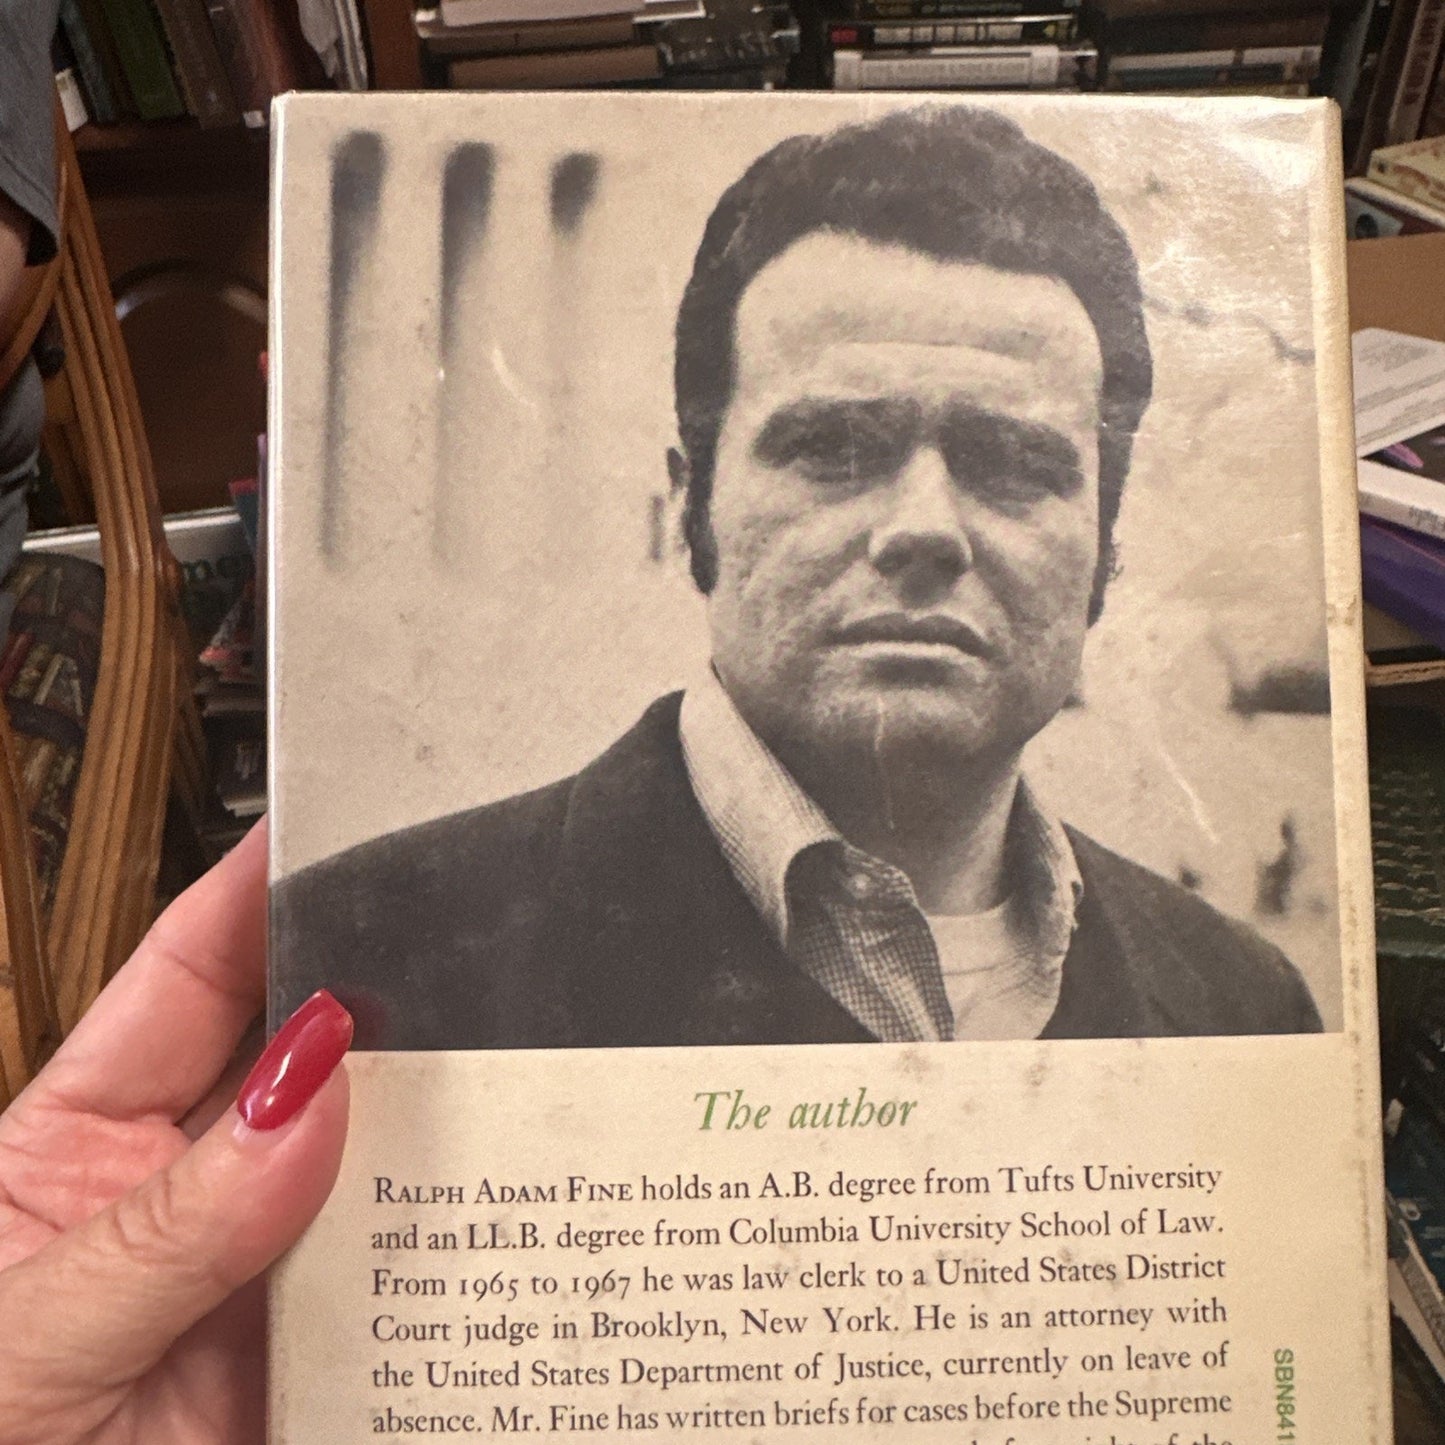 The author
RALPH ADAM FINE holds an A.B. degree from Tufts University
and an LL.B. degree from Columbia University School of Law.
From 1965 to 1967 he was law clerk to a United States District
Court judge in Brooklyn, New York. He is an attorney with
the United States Department of Justice, currently on leave of
absence. Mr. Fine has written briefs for cases before the Supreme
SBN841